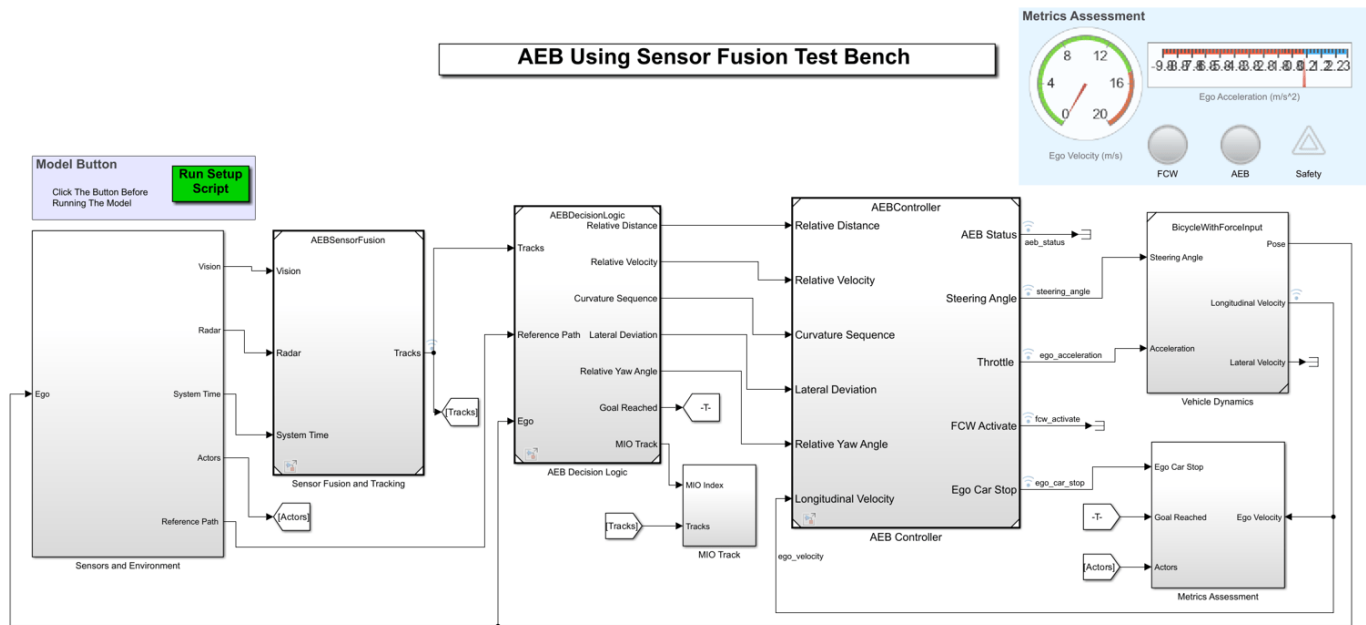 AEB Using Sensor Fusion Test Bench
Metrics Assessment
0
4
8
12
16
20
Ego Velocity (m/s)
Ego Acceleration (m/s^2)
FCW
AEB
Safety
Model Button
Click The Button Before
Running The Model
Run Setup
Script
Ego
Vision
Radar
System Time
Actors
Reference Path
Sensors and Environment
[Actors]
AEBSensorFusion
Vision
Radar
System Time
Tracks
Sensor Fusion and Tracking
[Tracks]
AEBDecisionLogic
Tracks
Reference Path
Ego
Relative Distance
Relative Velocity
Curvature Sequence
Lateral Deviation
Relative Yaw Angle
Goal Reached
MIO Track
AEB Decision Logic
-T-
[Tracks]
MIO Index
Tracks
MIO Track
AEBController
Relative Distance
Relative Velocity
Curvature Sequence
Lateral Deviation
Relative Yaw Angle
Longitudinal Velocity
AEB Status
Steering Angle
Throttle
FCW Activate
Ego Car Stop
AEB Controller
ego_velocity
aeb_status
steering_angle
ego_acceleration
fcw_activate
ego_car_stop
BicycleWithForceInput
Steering Angle
Acceleration
Pose
Longitudinal Velocity
Lateral Velocity
Vehicle Dynamics
-T-
[Actors]
Ego Car Stop
Goal Reached
Actors
Ego Velocity
Metrics Assessment